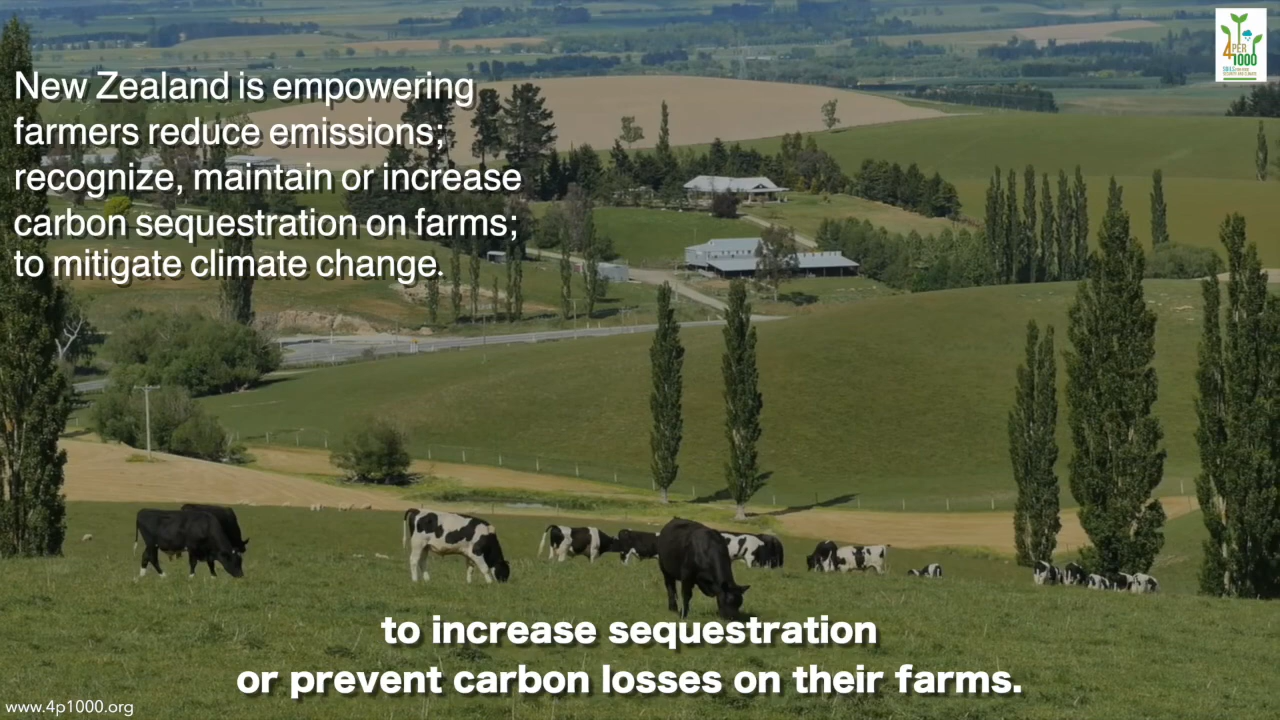 New Zealand is empowering
farmers reduce emissions;
recognize, maintain or increase
carbon sequestration on farms;
to mitigate climate change.
4 PER
1000
to increase sequestration
or prevent carbon losses on their farms.
www.4p1000.org